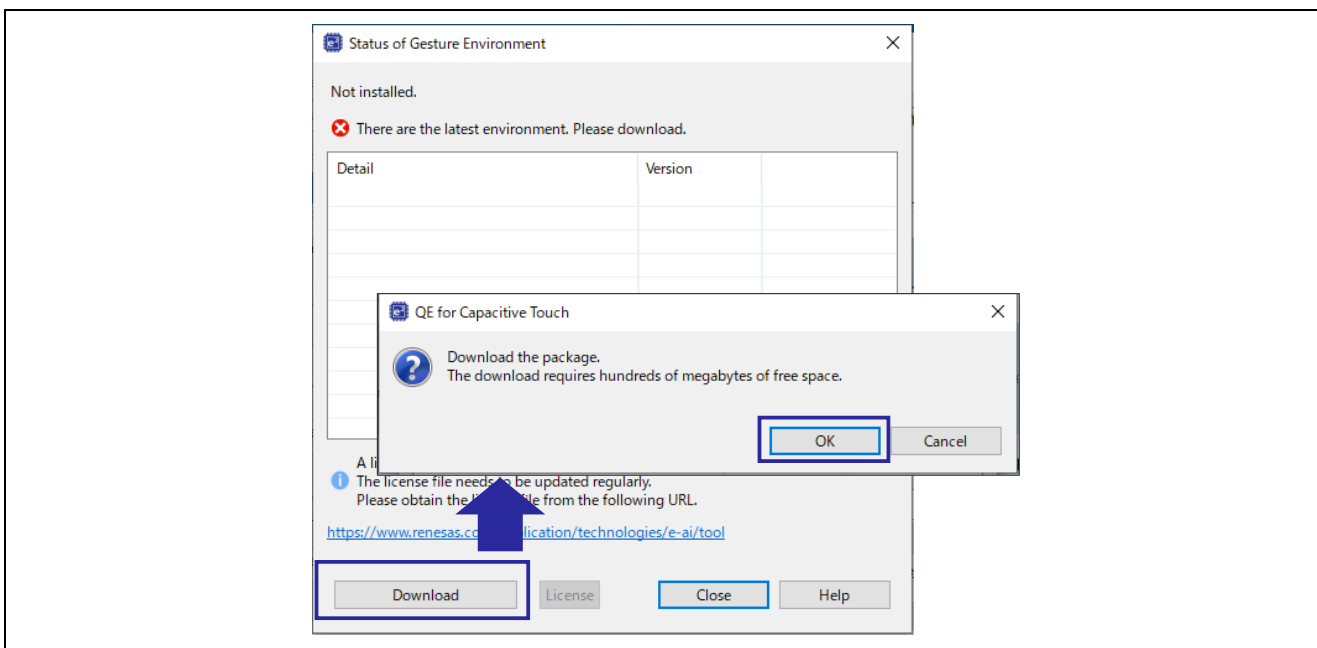 Status of Gesture Environment
Not installed.
There are the latest environment. Please download.
Detail Version
QE for Capacitive Touch
Download the package.
The download requires hundreds of megabytes of free space.
OK Cancel
A li
The license file needs to be updated regularly.
Please obtain the file from the following URL.
https://www.renesas.co lication/technologies/e-ai/tool
Download License Close Help